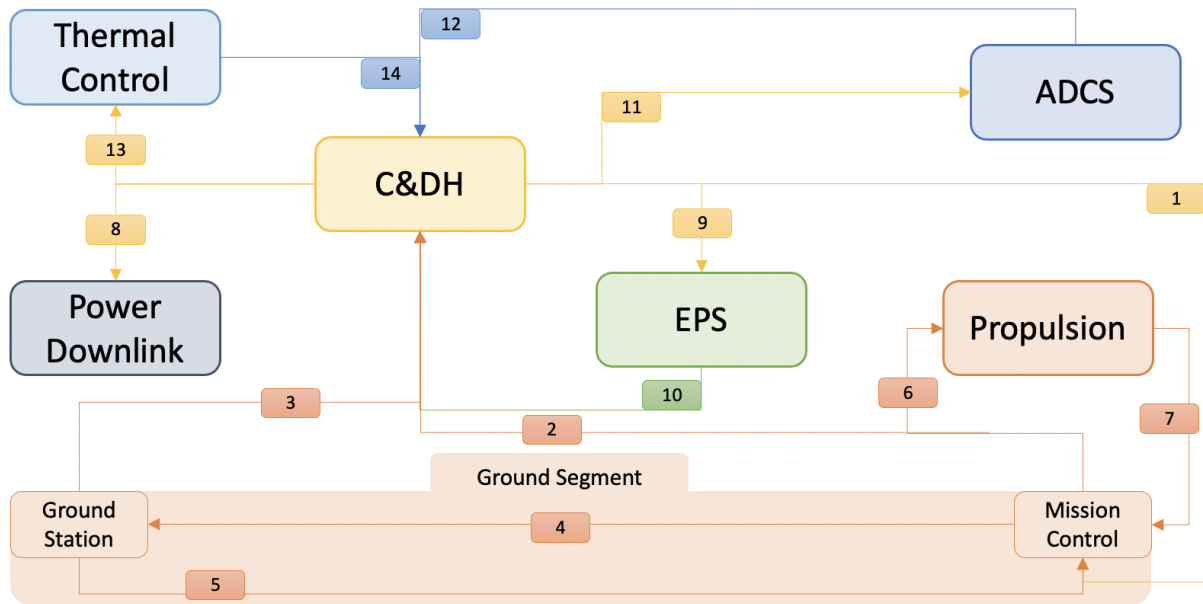 12
Thermal
Control
14
ADCS
11
13
C&DH
1
8
9
Power
Downlink
EPS
Propulsion
10
6
3
7
2
Ground Segment
Ground
Station
4
Mission
Control
5